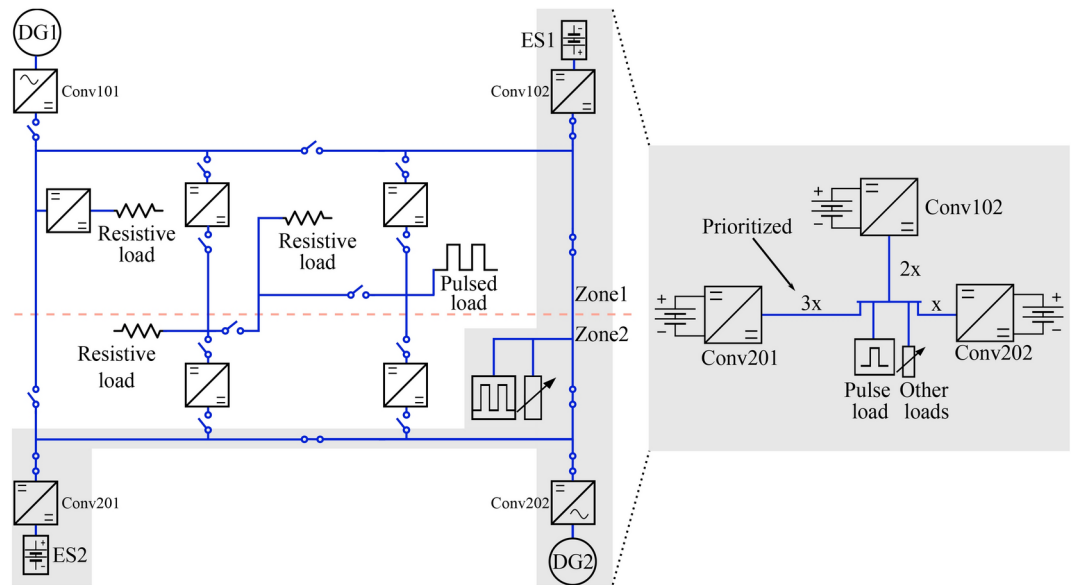 DG1
ES1
Conv101
Conv102
Resistive
load
Resistive
load
Pulsed
load
Zone1
Zone2
Resistive
load
Conv201
Conv202
ES2
DG2
Conv102
Prioritized
2x
3x
x
Conv201
Conv202
Pulse
load
Other
loads